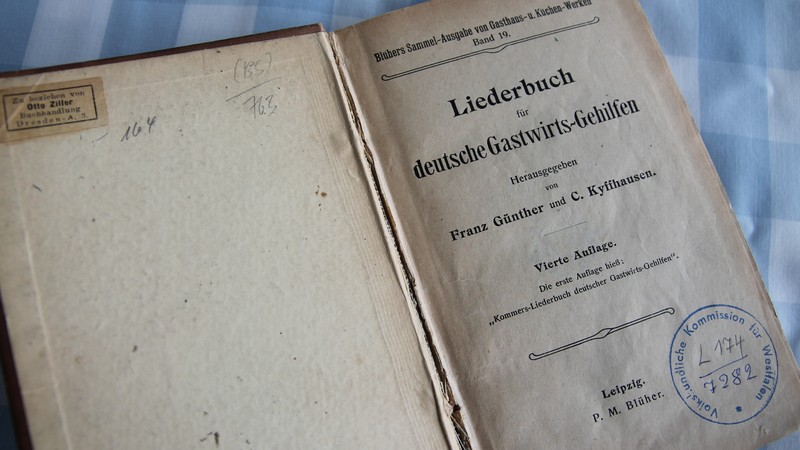 Zu beziehen von
Otto Ziller
Buchhandlung
Dresden-A. 3.
164
(185)
763
Blühers Sammel-Ausgabe von Gasthaus- u. Küchen-Werken
Band 19.
Liederbuch
für
deutsche Gastwirts-Gehilfen
Herausgegeben
von
Franz Günther und C. Kyffhausen.
Vierte Auflage.
Die erste Auflage hieß:
„Kommers-Liederbuch deutscher Gastwirts-Gehilfen".
Leipzig.
P. M. Blüher.
Volkskundliche Kommission für Westfalen
L 174
7282